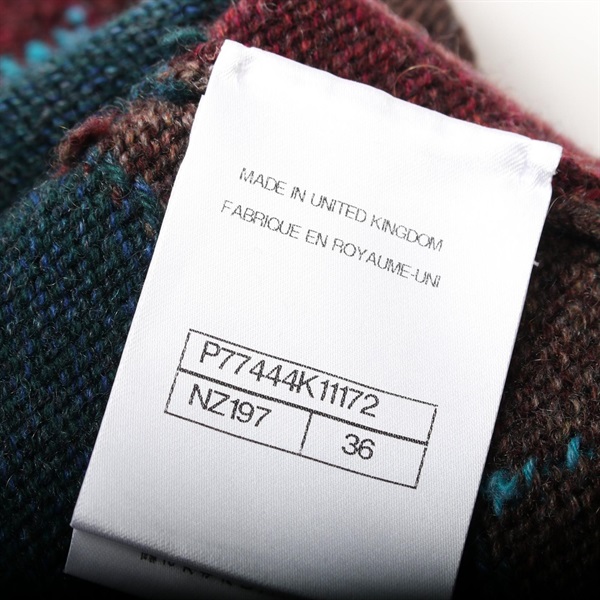 MADE IN UNITED KINGDOM
FABRIQUE EN ROYAUME-UNI
P77444K11172
NZ197 36